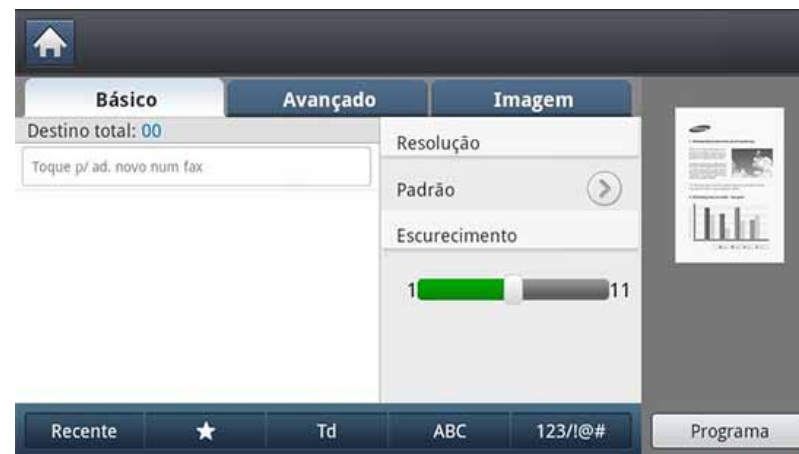 Básico
Avançado
Imagem
Destino total: 00
Toque p/ ad. novo num fax
Resolução
Padrão
Escurecimento
1
11
Recente
★
Td
ABC
123/!@#
Programa